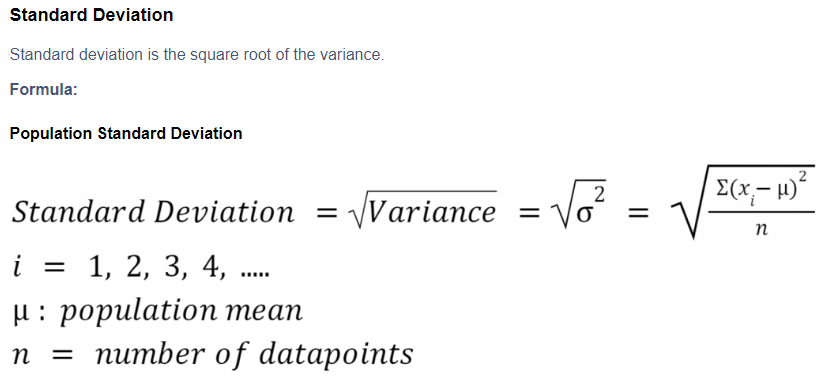 Standard Deviation
Standard deviation is the square root of the variance.
Formula:
Population Standard Deviation
Standard Deviation = √Variance = √σ² = √(Σ(xᵢ− μ)²/n)
i = 1, 2, 3, 4, .....
μ : population mean
n = number of datapoints